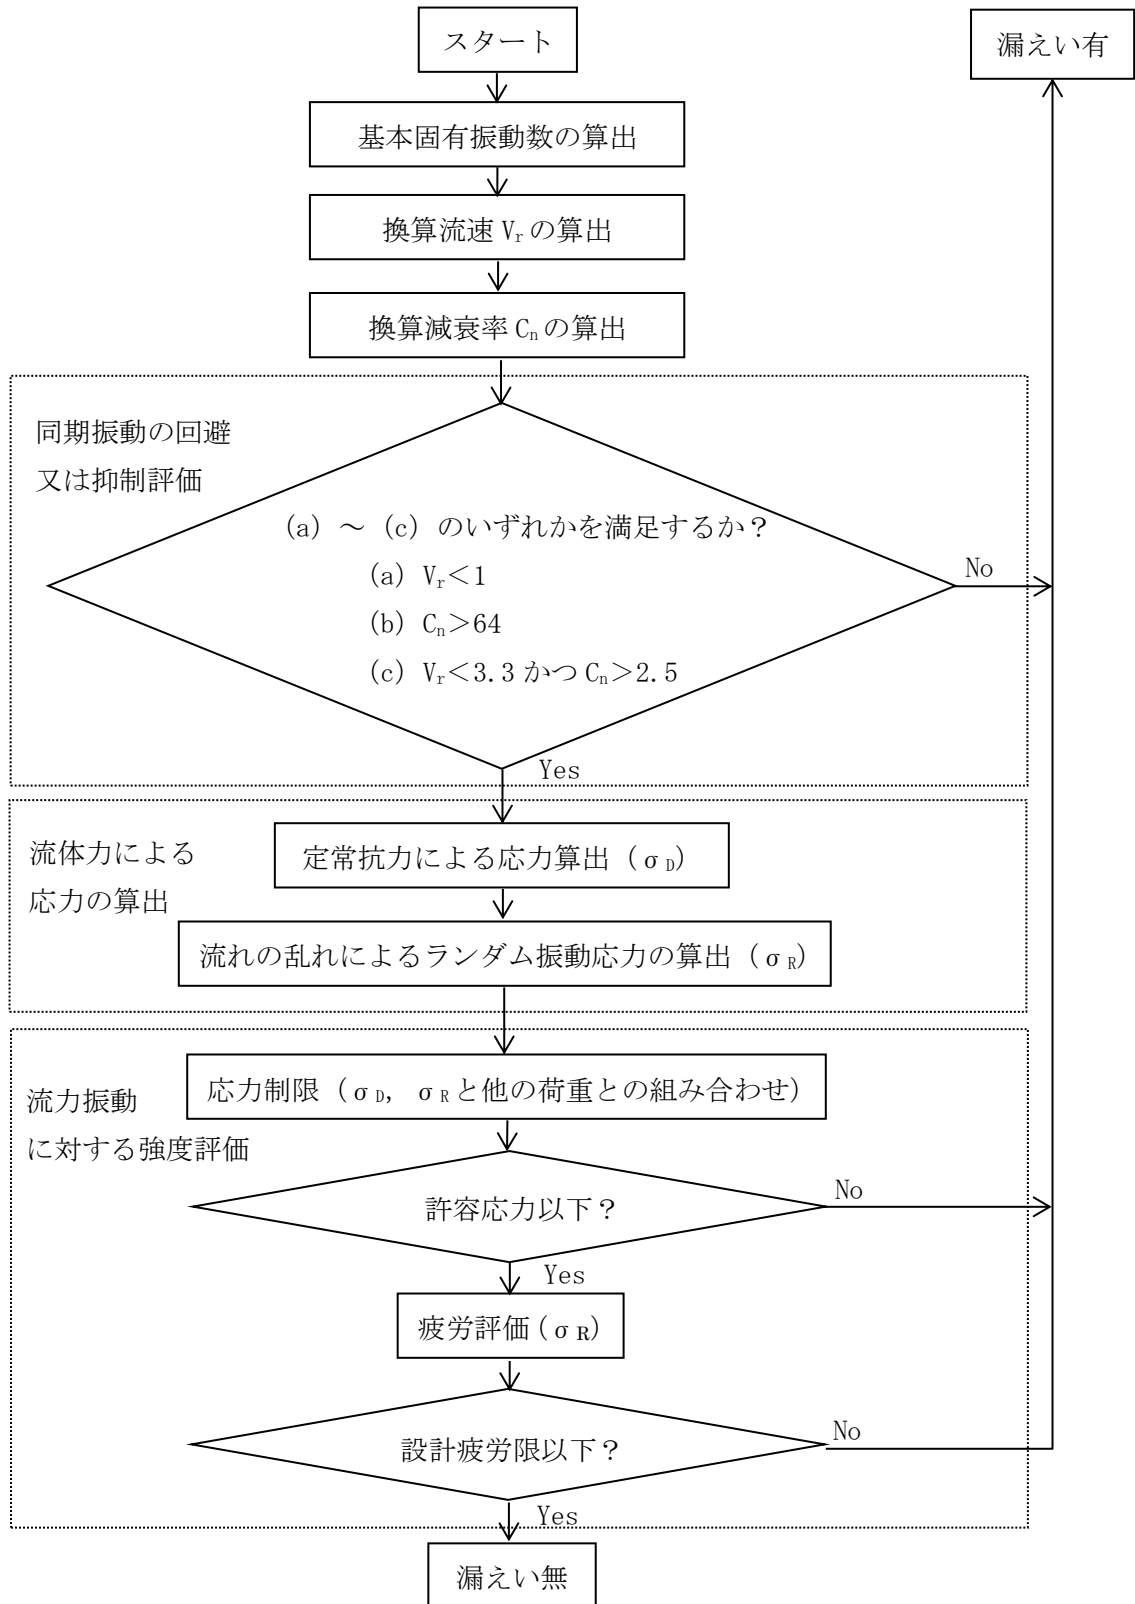 スタート
漏えい有
基本固有振動数の算出
換算流速 Vr の算出
換算減衰率 Cn の算出
同期振動の回避
又は抑制評価
(a) ～ (c) のいずれかを満足するか？
(a) Vr＜1
(b) Cn＞64
(c) Vr＜3.3 かつ Cn＞2.5
No
Yes
流体力による
応力の算出
定常抗力による応力算出（σD）
流れの乱れによるランダム振動応力の算出（σR）
流力振動
に対する強度評価
応力制限（σD, σRと他の荷重との組み合わせ）
許容応力以下？
No
Yes
疲労評価(σR)
設計疲労限以下？
No
Yes
漏えい無